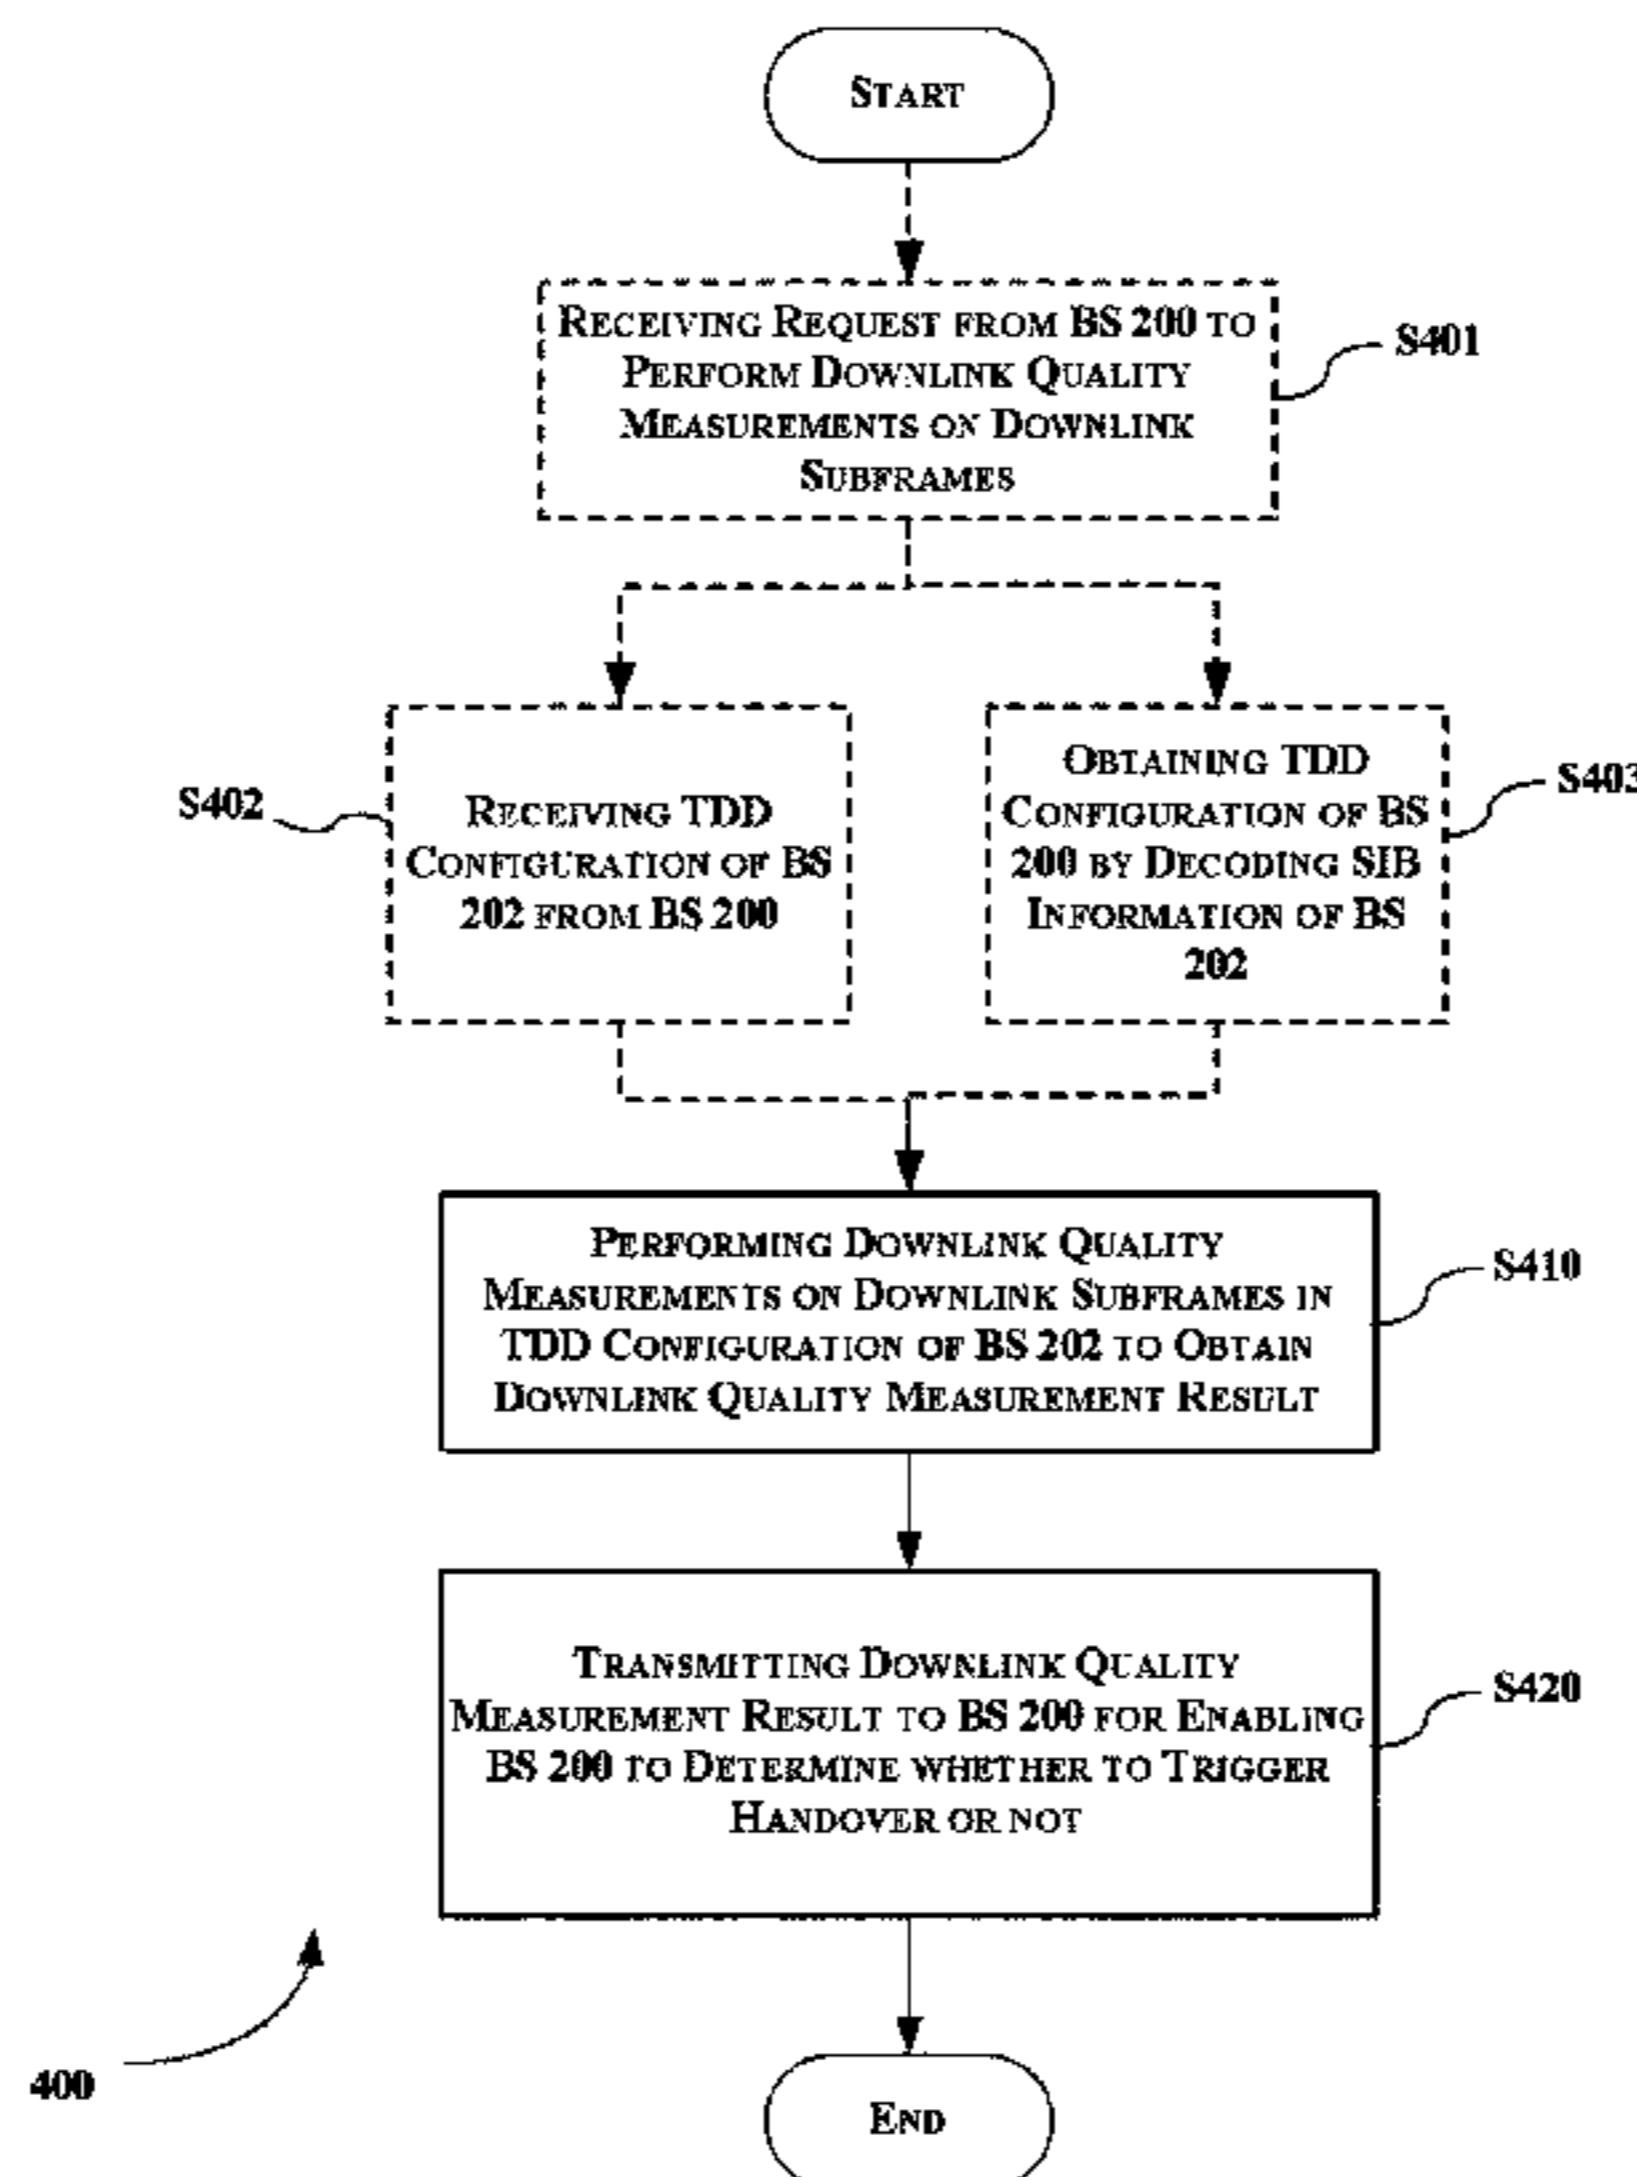 START
RECEIVING REQUEST FROM BS 200 TO
PERFORM DOWNLINK QUALITY
MEASUREMENTS ON DOWNLINK
SUBFRAMES
S401
S402
RECEIVING TDD
CONFIGURATION OF BS
202 FROM BS 200
OBTAINING TDD
CONFIGURATION OF BS
200 BY DECODING SIB
INFORMATION OF BS
202
S403
PERFORMING DOWNLINK QUALITY
MEASUREMENTS ON DOWNLINK SUBFRAMES IN
TDD CONFIGURATION OF BS 202 TO OBTAIN
DOWNLINK QUALITY MEASUREMENT RESULT
S410
TRANSMITTING DOWNLINK QUALITY
MEASUREMENT RESULT TO BS 200 FOR ENABLING
BS 200 TO DETERMINE WHETHER TO TRIGGER
HANDOVER OR NOT
S420
400
END